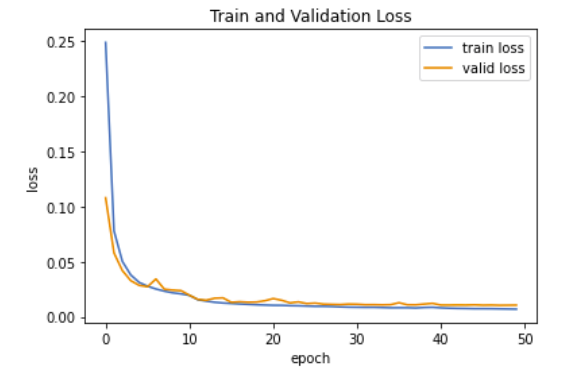 Train and Validation Loss
train loss
valid loss
0.25
0.20
0.15
0.10
0.05
0.00
loss
0 10 20 30 40 50
epoch